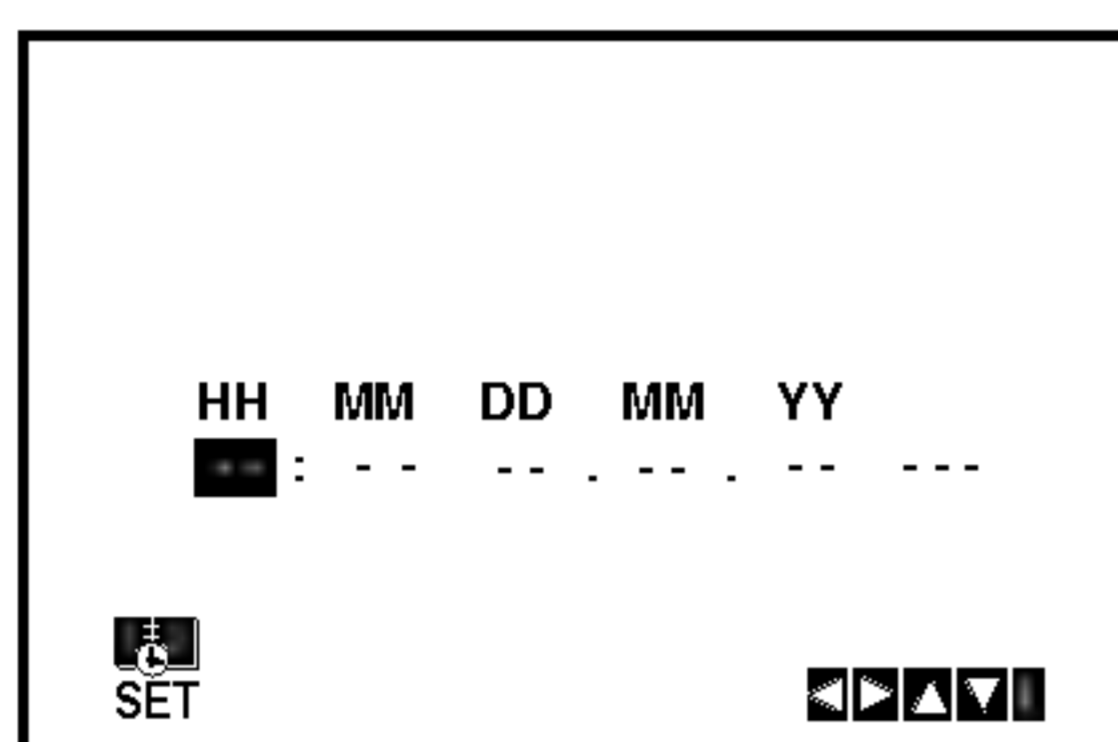 HH MM DD MM YY
-- : -- -- . -- . -- ---
SET